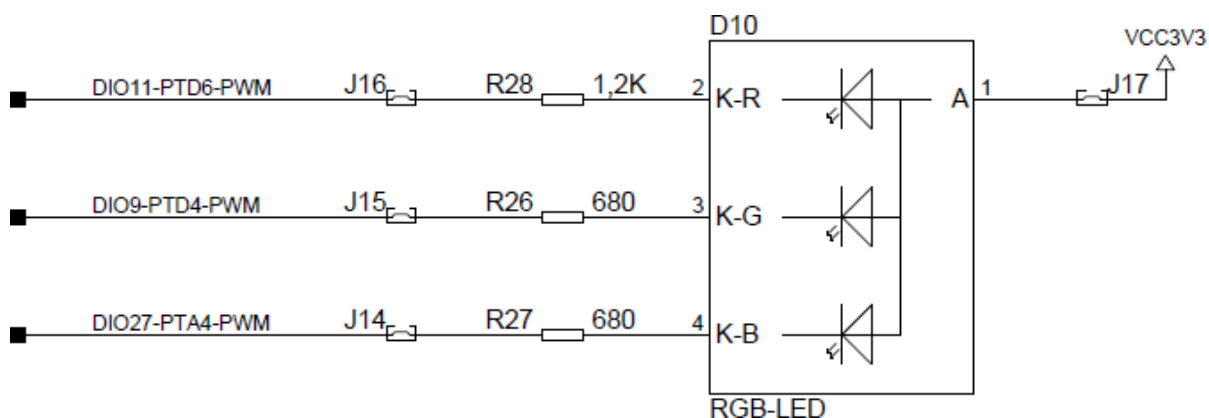 D10
VCC3V3
DIO11-PTD6-PWM J16 R28 1,2K 2 K-R A 1 J17
DIO9-PTD4-PWM J15 R26 680 3 K-G
DIO27-PTA4-PWM J14 R27 680 4 K-B
RGB-LED